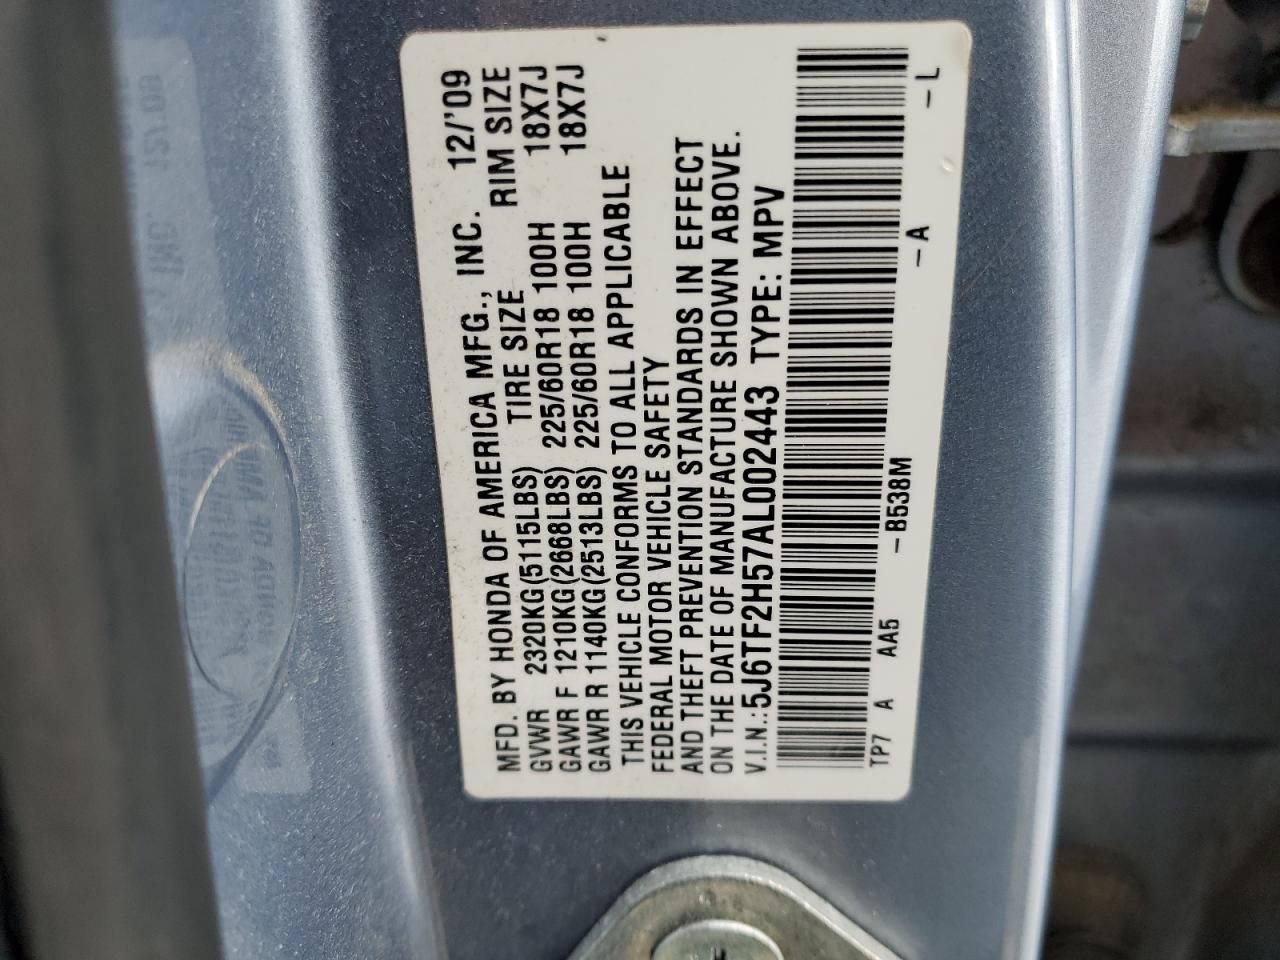 MFD. BY HONDA OF AMERICA MFG., INC. 12/'09
GVWR 2320KG(5115LBS) TIRE SIZE RIM SIZE
GAWR F 1210KG(2668LBS) 225/60R18 100H 18X7J
GAWR R 1140KG(2513LBS) 225/60R18 100H 18X7J
THIS VEHICLE CONFORMS TO ALL APPLICABLE
FEDERAL MOTOR VEHICLE SAFETY
AND THEFT PREVENTION STANDARDS IN EFFECT
ON THE DATE OF MANUFACTURE SHOWN ABOVE.
V.I.N.:5J6TF2H57AL002443 TYPE: MPV
TP7 A AA5 -B538M -A -L